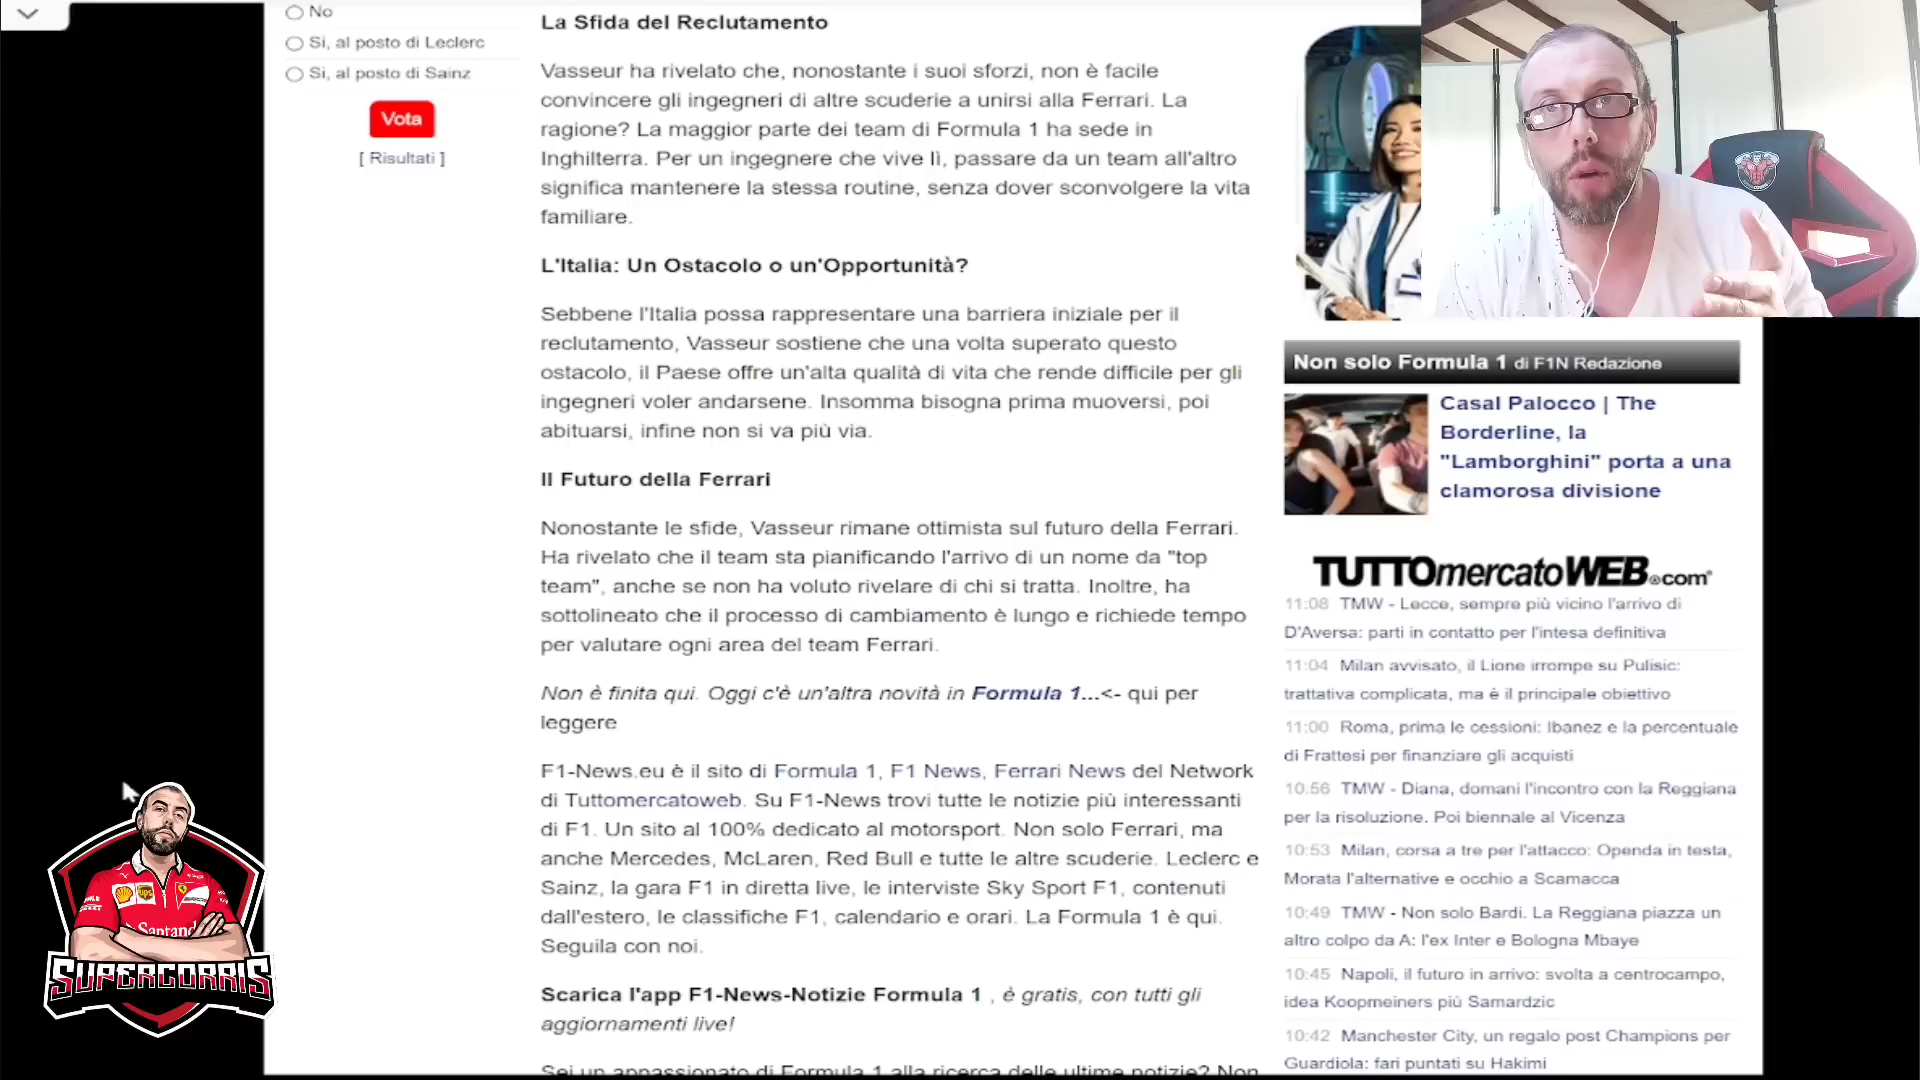 No
Si, al posto di Leclerc
Si, al posto di Sainz
Vota
[ Risultati ]
La Sfida del Reclutamento
Vasseur ha rivelato che, nonostante i suoi sforzi, non è facile
convincere gli ingegneri di altre scuderie a unirsi alla Ferrari. La
ragione? La maggior parte dei team di Formula 1 ha sede in
Inghilterra. Per un ingegnere che vive lì, passare da un team all'altro
significa mantenere la stessa routine, senza dover sconvolgere la vita
familiare.
L'Italia: Un Ostacolo o un'Opportunità?
Sebbene l'Italia possa rappresentare una barriera iniziale per il
reclutamento, Vasseur sostiene che una volta superato questo
ostacolo, il Paese offre un'alta qualità di vita che rende difficile per gli
ingegneri voler andarsene. Insomma bisogna prima muoversi, poi
abituarsi, infine non si va più via.
Il Futuro della Ferrari
Nonostante le sfide, Vasseur rimane ottimista sul futuro della Ferrari.
Ha rivelato che il team sta pianificando l'arrivo di un nome da "top
team", anche se non ha voluto rivelare di chi si tratta. Inoltre, ha
sottolineato che il processo di cambiamento è lungo e richiede tempo
per valutare ogni area del team Ferrari.
Non è finita qui. Oggi c'è un'altra novità in Formula 1...<- qui per
leggere
F1-News.eu è il sito di Formula 1, F1 News, Ferrari News del Network
di Tuttomercatoweb. Su F1-News trovi tutte le notizie più interessanti
di F1. Un sito al 100% dedicato al motorsport. Non solo Ferrari, ma
anche Mercedes, McLaren, Red Bull e tutte le altre scuderie. Leclerc e
Sainz, la gara F1 in diretta live, le interviste Sky Sport F1, contenuti
dall'estero, le classifiche F1, calendario e orari. La Formula 1 è qui.
Seguila con noi.
Scarica l'app F1-News-Notizie Formula 1 , è gratis, con tutti gli
aggiornamenti live!
Sei un appassionato di Formula 1 alla ricerca delle ultime notizie? Non
Non solo Formula 1 di F1N Redazione
Casal Palocco | The
Borderline, la
"Lamborghini" porta a una
clamorosa divisione
TUTTOmercatoWEB.com
11:08 TMW - Lecce, sempre più vicino l'arrivo di
D'Aversa: parti in contatto per l'intesa definitiva
11:04 Milan avvisato, il Lione irrompe su Pulisic:
trattativa complicata, ma è il principale obiettivo
11:00 Roma, prima le cessioni: Ibanez e la percentuale
di Frattesi per finanziare gli acquisti
10:56 TMW - Diana, domani l'incontro con la Reggiana
per la risoluzione. Poi biennale al Vicenza
10:53 Milan, corsa a tre per l'attacco: Openda in testa,
Morata l'alternative e occhio a Scamacca
10:49 TMW - Non solo Bardi. La Reggiana piazza un
altro colpo da A: l'ex Inter e Bologna Mbaye
10:45 Napoli, il futuro in arrivo: svolta a centrocampo,
idea Koopmeiners più Samardzic
10:42 Manchester City, un regalo post Champions per
Guardiola: fari puntati su Hakimi
ups
Santand
SUPERCORRIS